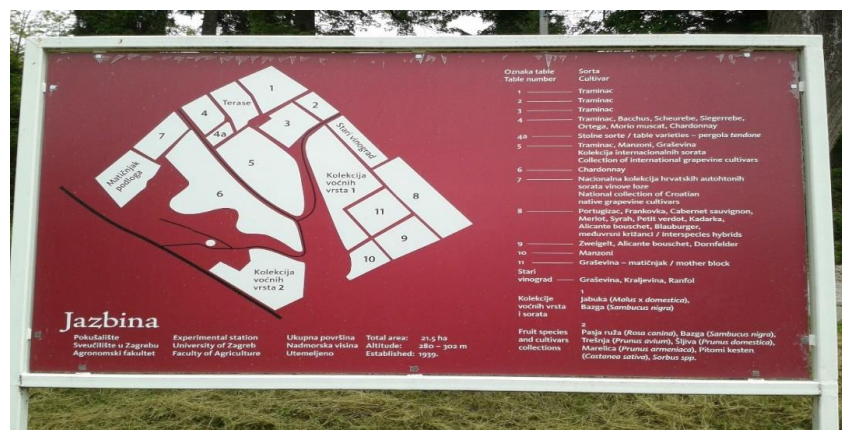 1
Terase
2
4
3
4a
7
5
Stari vinograd
Matičnjak
podloga
Kolekcija
voćnih
vrsta 1
8
6
11
9
10
Kolekcija
voćnih
vrsta 2
Jazbina
Pokušalište
Sveučilište u Zagrebu
Agronomski fakultet
Experimental station
University of Zagreb
Faculty of Agriculture
Ukupna površina Total area: 21,5 ha
Nadmorska visina Altitude: 280 – 302 m
Utemeljeno Established: 1939.
Oznaka table Sorta
Table number Cultivar
1 Traminac
2 Traminac
3 Traminac
4 Traminac, Bacchus, Scheurebe, Siegerrebe,
Ortega, Morio muscat, Chardonnay
4a Stolne sorte / table varieties – pergola tendone
5 Traminac, Manzoni, Graševina
Kolekcija internacionalnih sorata
Collection of international grapevine cultivars
6 Chardonnay
7 Nacionalna kolekcija hrvatskih autohtonih
sorata vinove loze
National collection of Croatian
native grapevine cultivars
8 Portugizac, Frankovka, Cabernet sauvignon,
Merlot, Syrah, Petit verdot, Kadarka,
Alicante bouschet, Blauburger,
međuvrsni križanci / interspecies hybrids
9 Zweigelt, Alicante bouschet, Dornfelder
10 Manzoni
11 Graševina – matičnjak / mother block
Stari
vinograd Graševina, Kraljevina, Ranfol
Kolekcije
voćnih vrsta
i sorata
1
Jabuka (Malus x domestica),
Bazga (Sambucus nigra)
Fruit species
and cultivars
collections
2
Pasja ruža (Rosa canina), Bazga (Sambucus nigra),
Trešnja (Prunus avium), Šljiva (Prunus domestica),
Marelica (Prunus armeniaca), Pitomi kesten
(Castanea sativa), Sorbus spp.